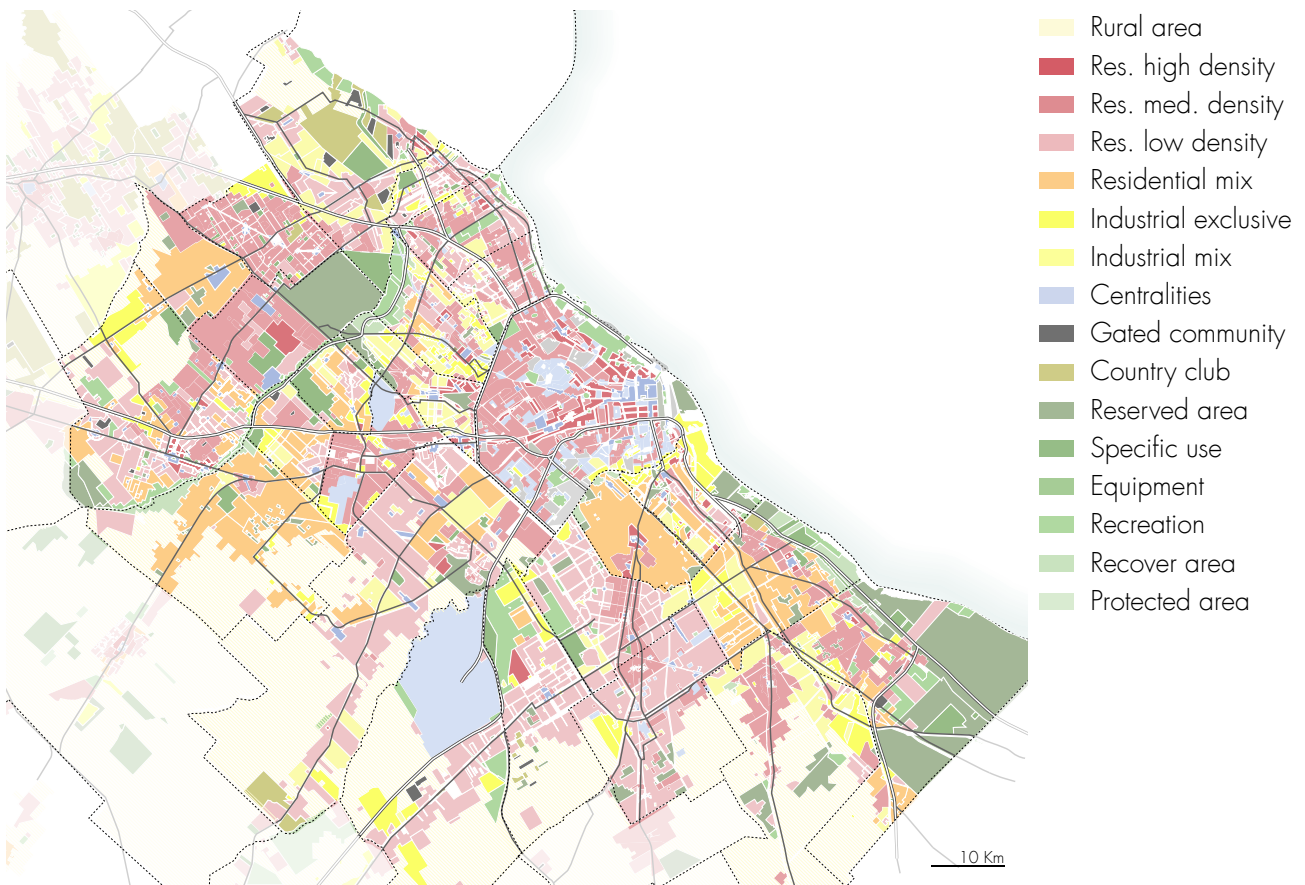 Rural area
Res. high density
Res. med. density
Res. low density
Residential mix
Industrial exclusive
Industrial mix
Centralities
Gated community
Country club
Reserved area
Specific use
Equipment
Recreation
Recover area
Protected area
10 Km